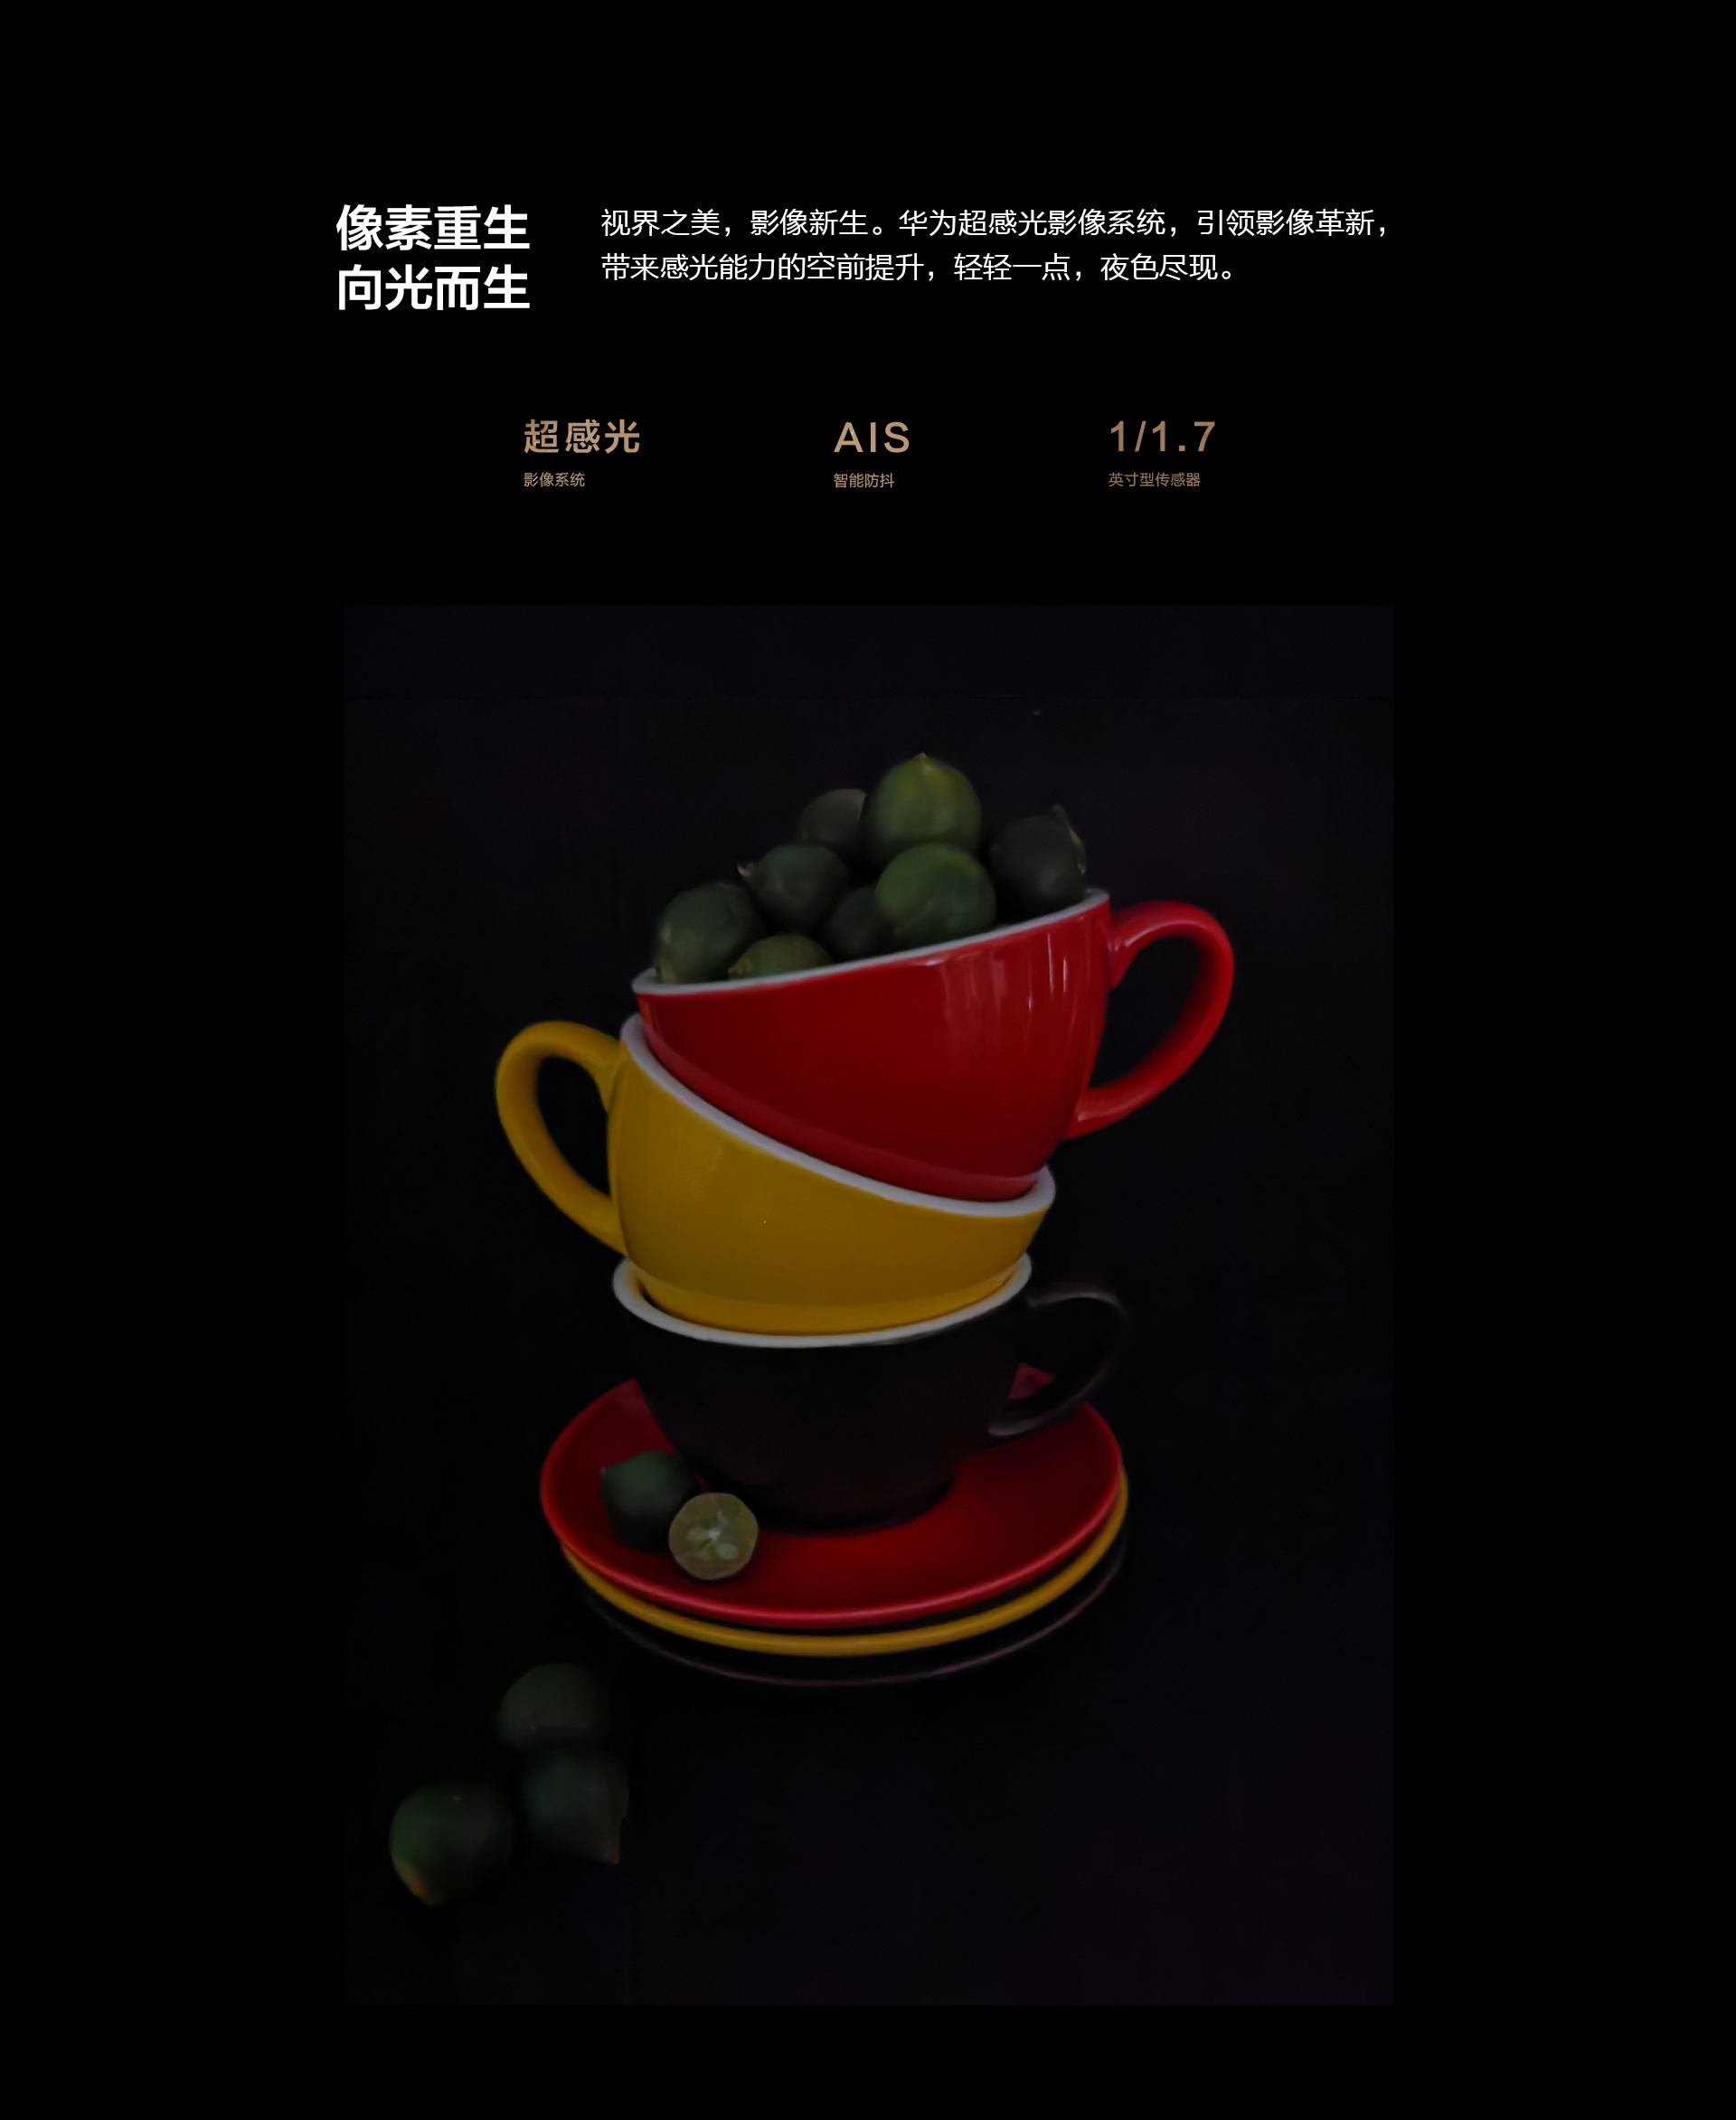 像素重生
向光而生
视界之美，影像新生。华为超感光影像系统，引领影像革新，
带来感光能力的空前提升，轻轻一点，夜色尽现。
超感光
影像系统
AIS
智能防抖
1/1.7
英寸型传感器